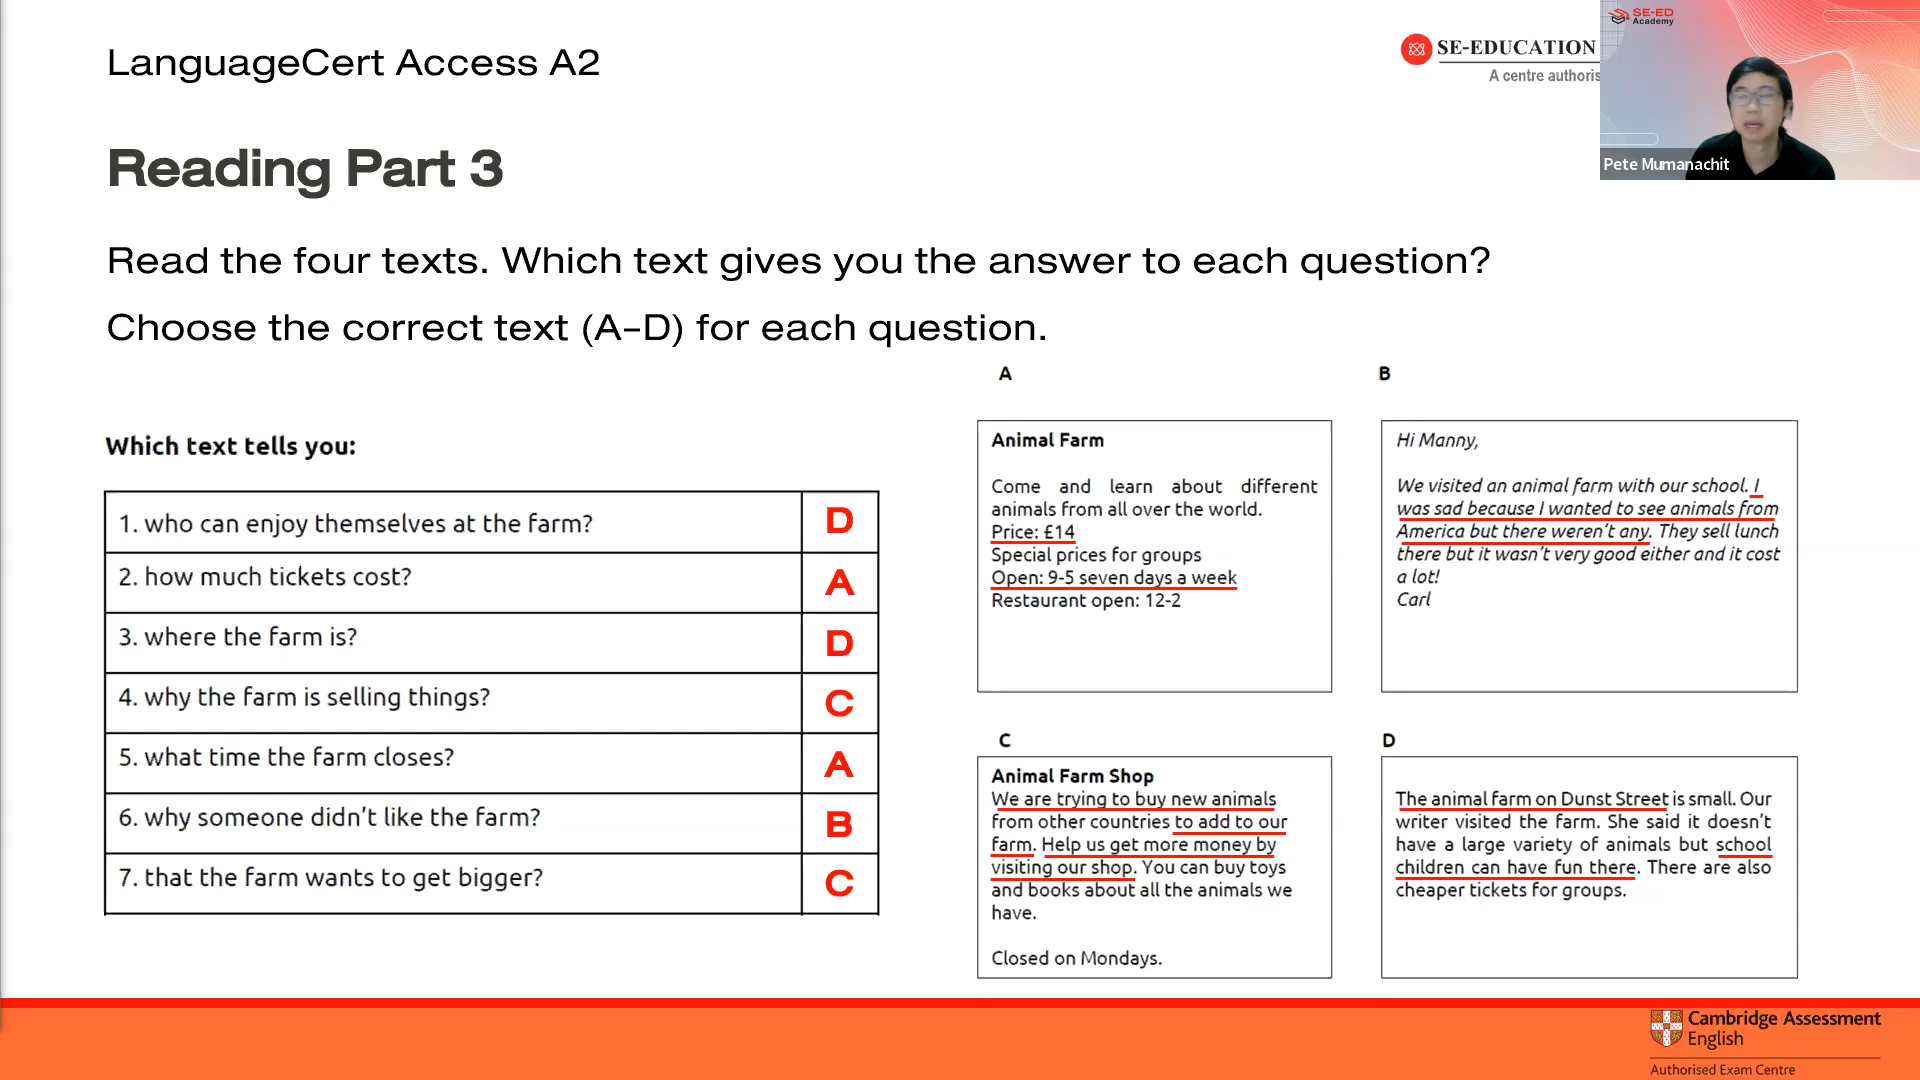 LanguageCert Access A2
SE-EDUCATION
A centre authoris
SE-ED
Academy
Pete Mumanachit
Reading Part 3
Read the four texts. Which text gives you the answer to each question?
Choose the correct text (A–D) for each question.
Which text tells you:
1. who can enjoy themselves at the farm? D
2. how much tickets cost? A
3. where the farm is? D
4. why the farm is selling things? C
5. what time the farm closes? A
6. why someone didn't like the farm? B
7. that the farm wants to get bigger? C
A
Animal Farm
Come and learn about different
animals from all over the world.
Price: £14
Special prices for groups
Open: 9-5 seven days a week
Restaurant open: 12-2
B
Hi Manny,
We visited an animal farm with our school. I
was sad because I wanted to see animals from
America but there weren't any. They sell lunch
there but it wasn't very good either and it cost
a lot!
Carl
C
Animal Farm Shop
We are trying to buy new animals
from other countries to add to our
farm. Help us get more money by
visiting our shop. You can buy toys
and books about all the animals we
have.
Closed on Mondays.
D
The animal farm on Dunst Street is small. Our
writer visited the farm. She said it doesn't
have a large variety of animals but school
children can have fun there. There are also
cheaper tickets for groups.
Cambridge Assessment
English
Authorised Exam Centre